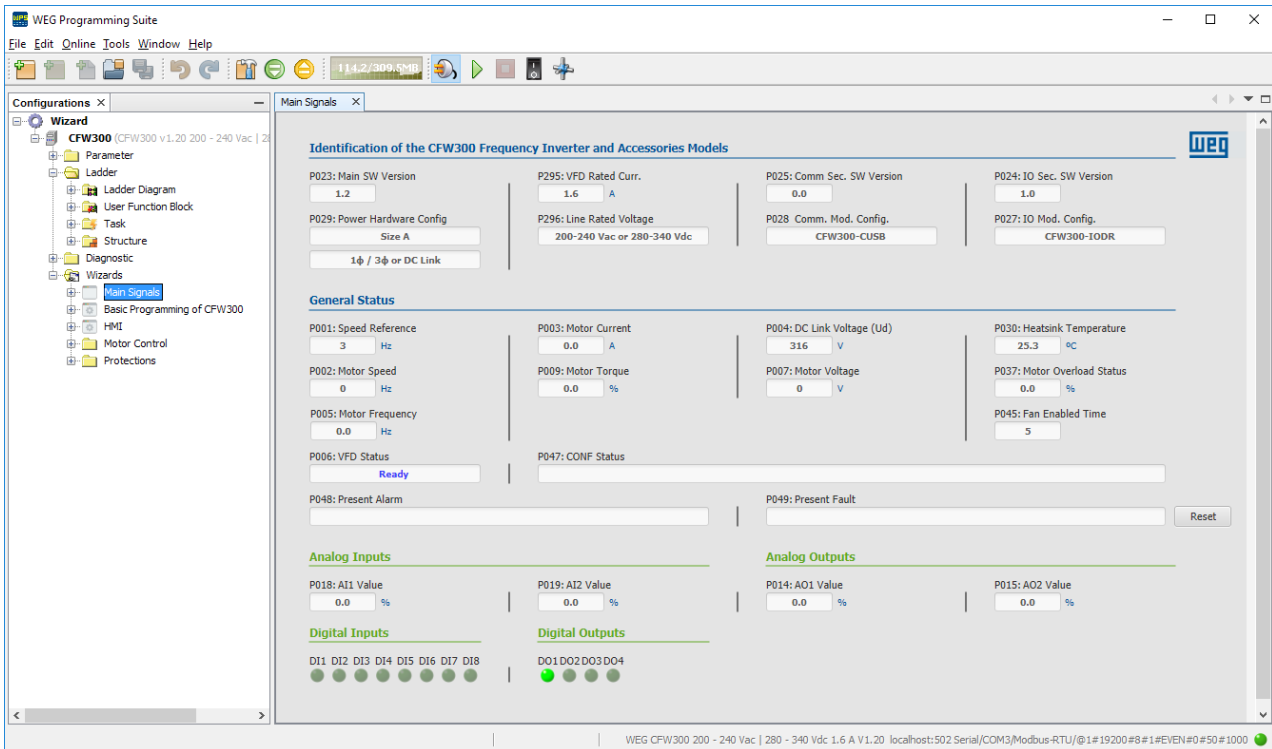 WPS WEG Programming Suite
File Edit Online Tools Window Help
114.2/309.5MB
Configurations
Main Signals
Wizard
CFW300 (CFW300 v1.20 200 - 240 Vac | 28
Parameter
Ladder
Ladder Diagram
User Function Block
Task
Structure
Diagnostic
Wizards
Main Signals
Basic Programming of CFW300
HMI
Motor Control
Protections
weg
Identification of the CFW300 Frequency Inverter and Accessories Models
P023: Main SW Version P295: VFD Rated Curr. P025: Comm Sec. SW Version P024: IO Sec. SW Version
1.2 1.6 A 0.0 1.0
P029: Power Hardware Config P296: Line Rated Voltage P028 Comm. Mod. Config. P027: IO Mod. Config.
Size A 200-240 Vac or 280-340 Vdc CFW300-CUSB CFW300-IODR
1ϕ / 3ϕ or DC Link
General Status
P001: Speed Reference P003: Motor Current P004: DC Link Voltage (Ud) P030: Heatsink Temperature
3 Hz 0.0 A 316 V 25.3 ºC
P002: Motor Speed P009: Motor Torque P007: Motor Voltage P037: Motor Overload Status
0 Hz 0.0 % 0 V 0.0 %
P005: Motor Frequency P045: Fan Enabled Time
0.0 Hz 5
P006: VFD Status P047: CONF Status
Ready
P048: Present Alarm P049: Present Fault
Reset
Analog Inputs Analog Outputs
P018: AI1 Value P019: AI2 Value P014: AO1 Value P015: AO2 Value
0.0 % 0.0 % 0.0 % 0.0 %
Digital Inputs Digital Outputs
DI1 DI2 DI3 DI4 DI5 DI6 DI7 DI8 DO1 DO2 DO3 DO4
WEG CFW300 200 - 240 Vac | 280 - 340 Vdc 1.6 A V1.20 localhost:502 Serial/COM3/Modbus-RTU/@1#19200#8#1#EVEN#0#50#1000